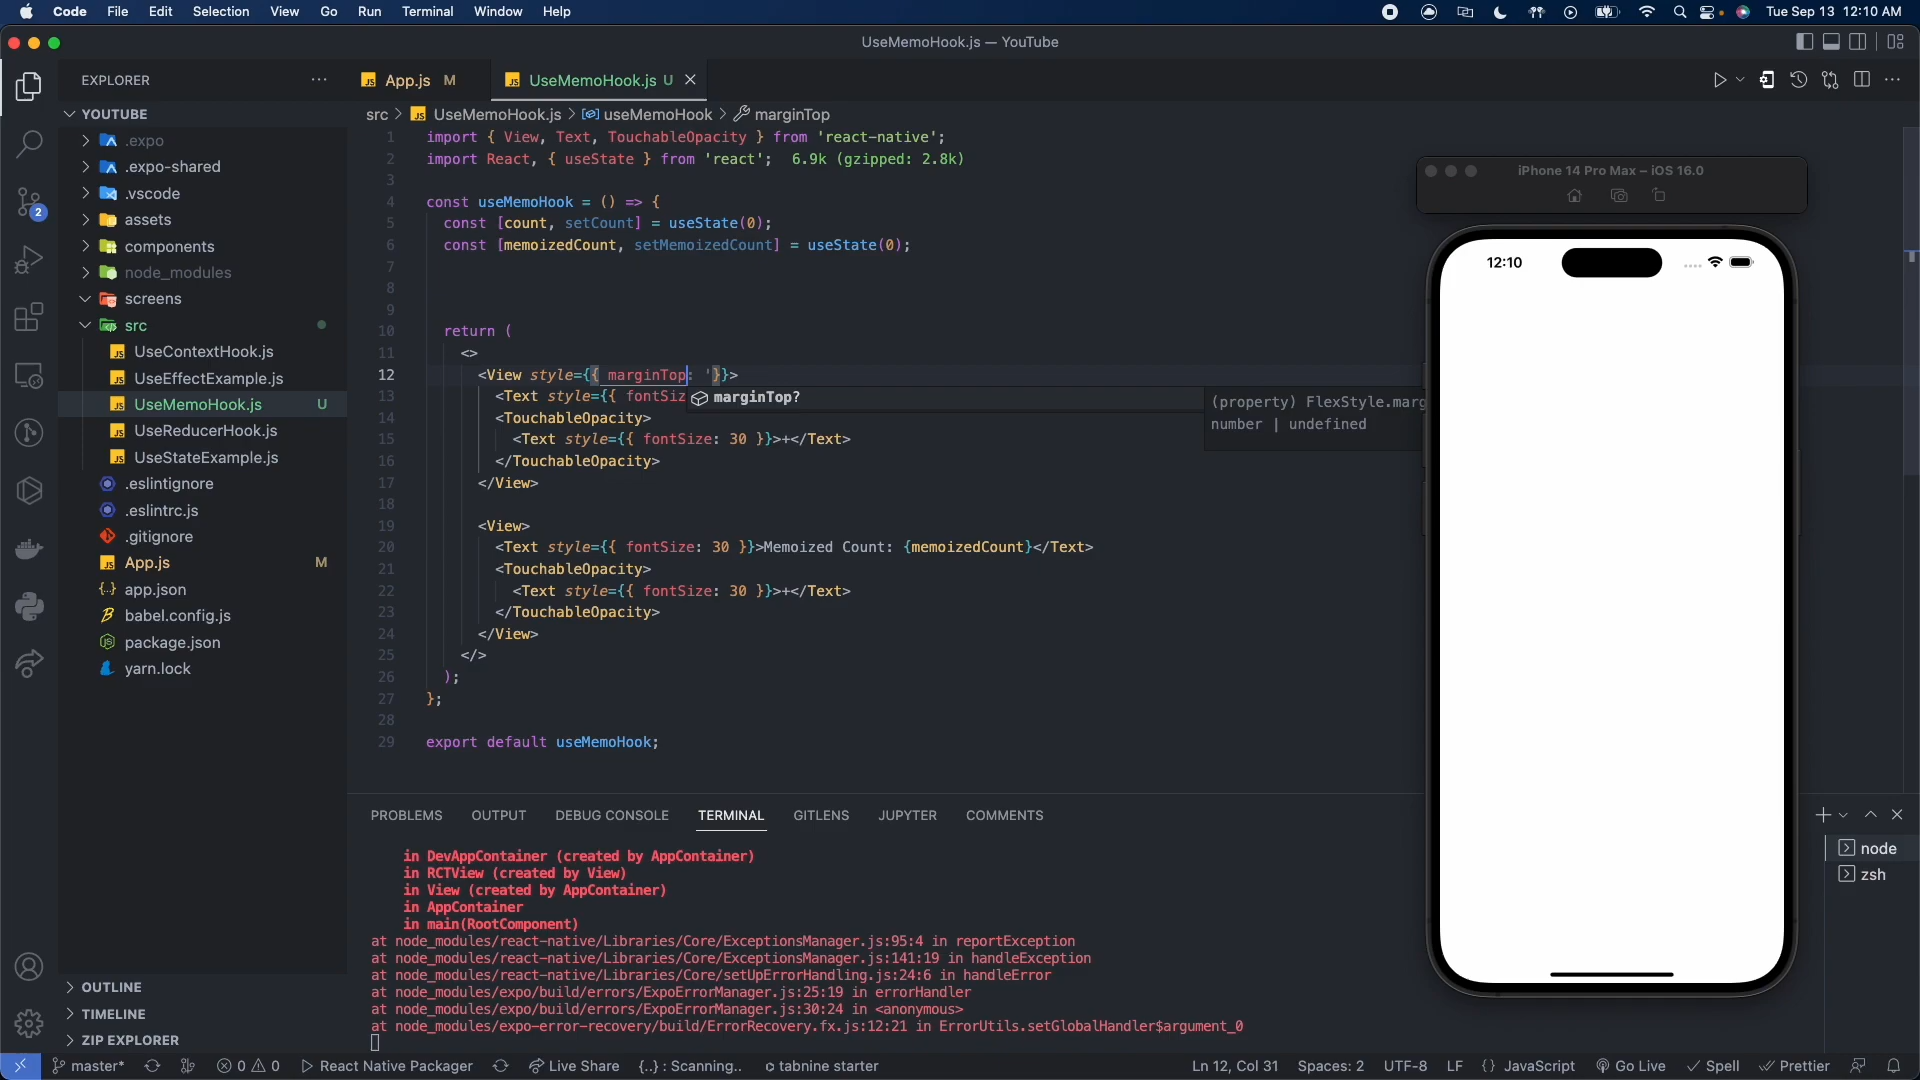 Code File Edit Selection View Go Run Terminal Window Help Tue Sep 13 12:10 AM
UseMemoHook.js — YouTube
EXPLORER
App.js M
UseMemoHook.js U
YOUTUBE
src > UseMemoHook.js > useMemoHook > marginTop
.expo
.expo-shared
.vscode
assets
components
node_modules
screens
src
UseContextHook.js
UseEffectExample.js
UseMemoHook.js U
UseReducerHook.js
UseStateExample.js
.eslintignore
.eslintrc.js
.gitignore
App.js M
app.json
babel.config.js
package.json
yarn.lock
OUTLINE
TIMELINE
ZIP EXPLORER
2
1 import { View, Text, TouchableOpacity } from 'react-native';
2 import React, { useState } from 'react'; 6.9k (gzipped: 2.8k)
3
4 const useMemoHook = () => {
5 const [count, setCount] = useState(0);
6 const [memoizedCount, setMemoizedCount] = useState(0);
7
8
9
10 return (
11 <>
12 <View style={{ marginTop: '}}>
13 <Text style={{ fontSiz
marginTop?
(property) FlexStyle.marg
number | undefined
14 <TouchableOpacity>
15 <Text style={{ fontSize: 30 }}>+</Text>
16 </TouchableOpacity>
17 </View>
18
19 <View>
20 <Text style={{ fontSize: 30 }}>Memoized Count: {memoizedCount}</Text>
21 <TouchableOpacity>
22 <Text style={{ fontSize: 30 }}>+</Text>
23 </TouchableOpacity>
24 </View>
25 </>
26 );
27 };
28
29 export default useMemoHook;
iPhone 14 Pro Max – iOS 16.0
12:10
PROBLEMS OUTPUT DEBUG CONSOLE TERMINAL GITLENS JUPYTER COMMENTS
in DevAppContainer (created by AppContainer)
in RCTView (created by View)
in View (created by AppContainer)
in AppContainer
in main(RootComponent)
at node_modules/react-native/Libraries/Core/ExceptionsManager.js:95:4 in reportException
at node_modules/react-native/Libraries/Core/ExceptionsManager.js:141:19 in handleException
at node_modules/react-native/Libraries/Core/setUpErrorHandling.js:24:6 in handleError
at node_modules/expo/build/errors/ExpoErrorManager.js:25:19 in errorHandler
at node_modules/expo/build/errors/ExpoErrorManager.js:30:24 in <anonymous>
at node_modules/expo-error-recovery/build/ErrorRecovery.fx.js:12:21 in ErrorUtils.setGlobalHandler$argument_0
node
zsh
master* 0 0 React Native Packager Live Share {..} : Scanning.. tabnine starter Ln 12, Col 31 Spaces: 2 UTF-8 LF {} JavaScript Go Live Spell Prettier